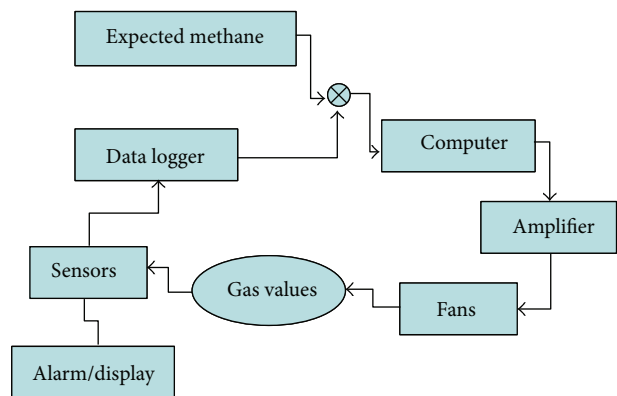 Expected methane
Data logger
Computer
Amplifier
Sensors
Gas values
Fans
Alarm/display